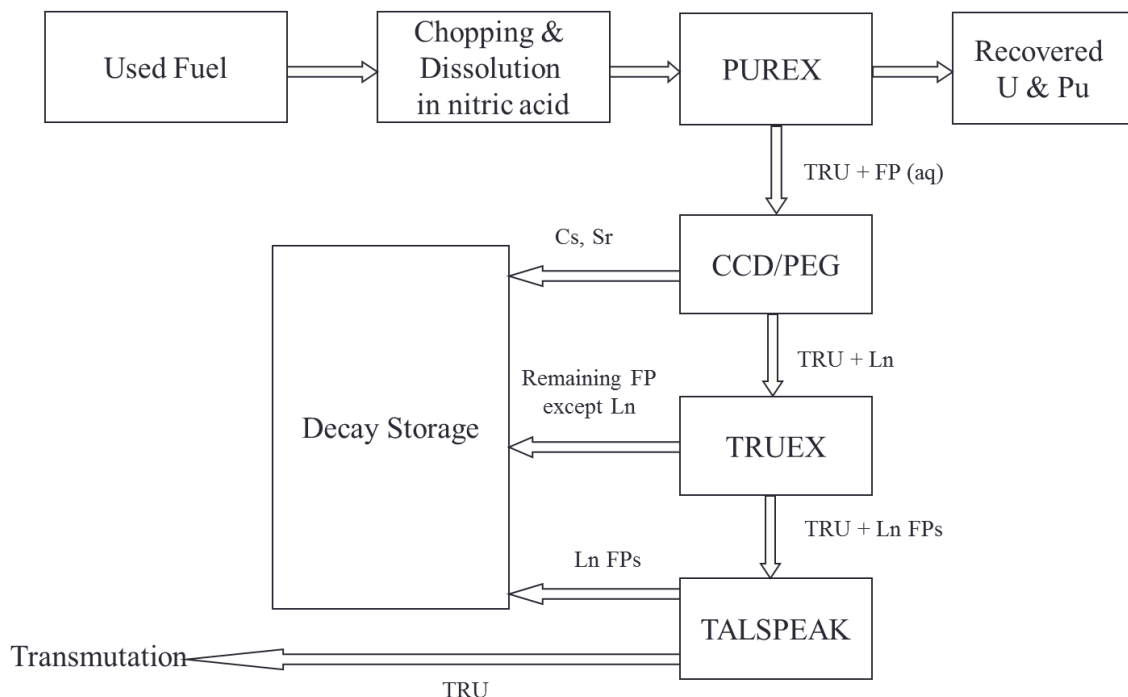 Used Fuel
Chopping &
Dissolution
in nitric acid
PUREX
Recovered
U & Pu
TRU + FP (aq)
Cs, Sr
CCD/PEG
TRU + Ln
Remaining FP
except Ln
Decay Storage
TRUEX
TRU + Ln FPs
Ln FPs
TALSPEAK
Transmutation
TRU